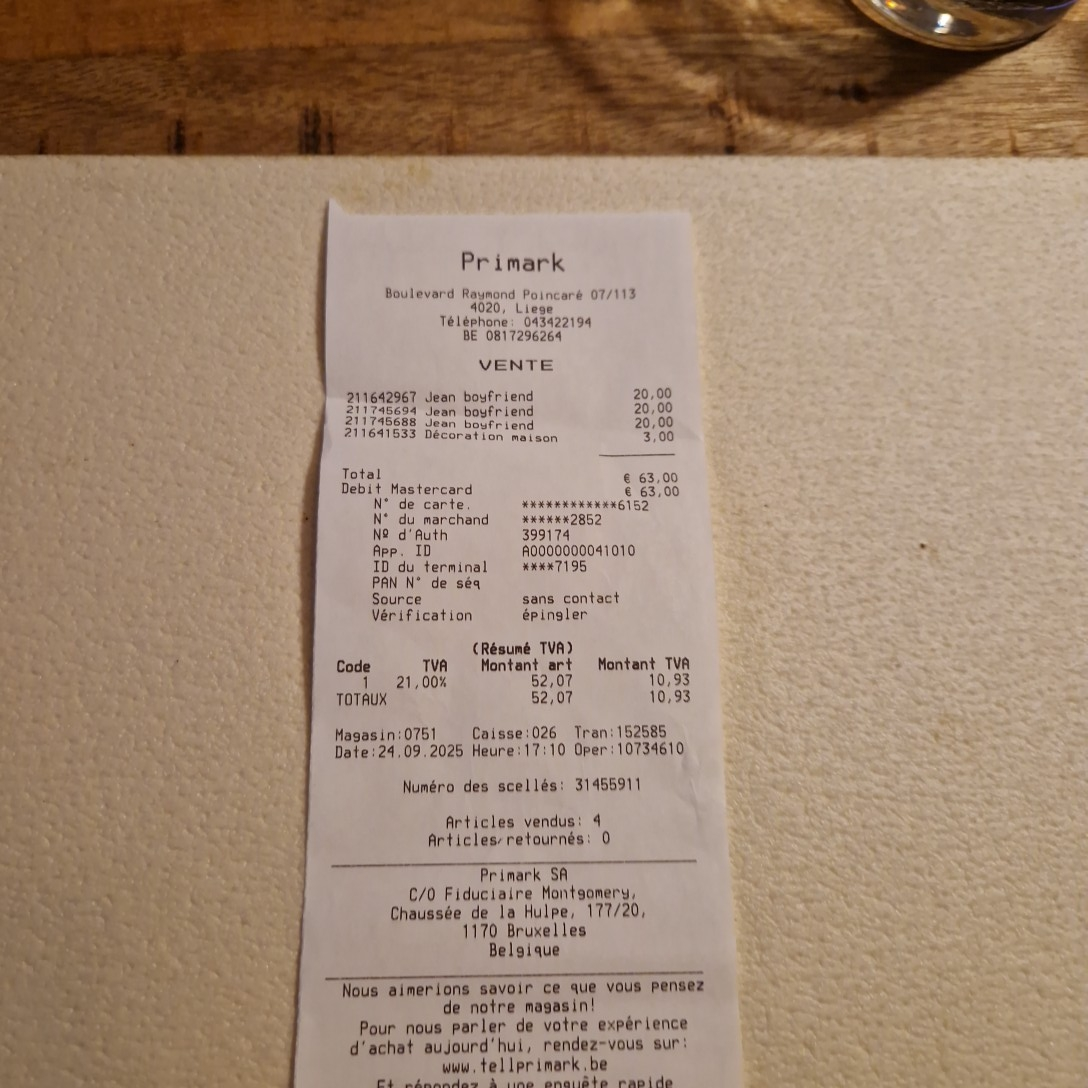 Primark
Boulevard Raymond Poincaré 07/113
4020, Liege
Téléphone: 043422194
BE 0817296264
VENTE
211642967 Jean boyfriend 20,00
211745694 Jean boyfriend 20,00
211745688 Jean boyfriend 20,00
211641533 Décoration maison 3,00
Total € 63,00
Debit Mastercard € 63,00
N° de carte. ************6152
N° du marchand ******2852
Nº d'Auth 399174
App. ID A0000000041010
ID du terminal ****7195
PAN N° de séq
Source sans contact
Vérification épingler
(Résumé TVA)
Code TVA Montant art Montant TVA
1 21,00% 52,07 10,93
TOTAUX 52,07 10,93
Magasin:0751 Caisse:026 Tran:152585
Date:24.09.2025 Heure:17:10 Oper:10734610
Numéro des scellés: 31455911
Articles vendus: 4
Articles retournés: 0
Primark SA
C/O Fiduciaire Montgomery,
Chaussée de la Hulpe, 177/20,
1170 Bruxelles
Belgique
Nous aimerions savoir ce que vous pensez
de notre magasin!
Pour nous parler de votre expérience
d'achat aujourd'hui, rendez-vous sur:
www.tellprimark.be
Et répondez à une enquête rapide